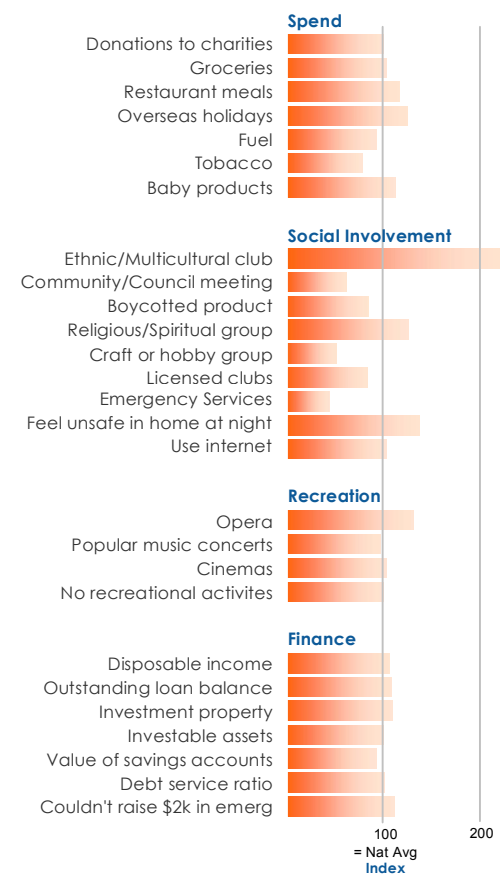 Spend
Donations to charities
Groceries
Restaurant meals
Overseas holidays
Fuel
Tobacco
Baby products
Social Involvement
Ethnic/Multicultural club
Community/Council meeting
Boycotted product
Religious/Spiritual group
Craft or hobby group
Licensed clubs
Emergency Services
Feel unsafe in home at night
Use internet
Recreation
Opera
Popular music concerts
Cinemas
No recreational activites
Finance
Disposable income
Outstanding loan balance
Investment property
Investable assets
Value of savings accounts
Debt service ratio
Couldn't raise $2k in emerg
100 200
= Nat Avg
Index